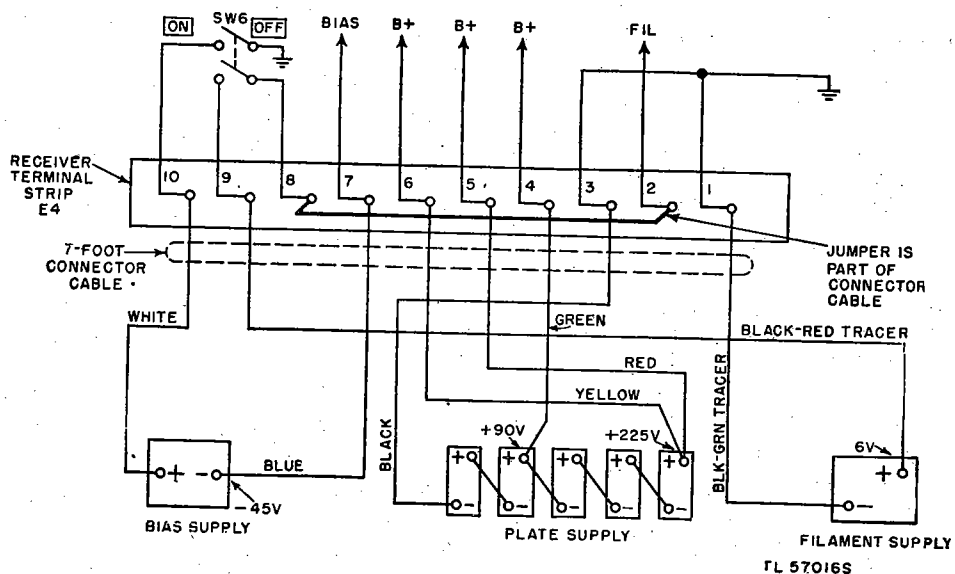 SW6
ON
OFF
BIAS
B+
B+
B+
FIL
RECEIVER
TERMINAL
STRIP
E4
10
9
8
7
6
5
4
3
2
1
7-FOOT
CONNECTOR
CABLE
JUMPER IS
PART OF
CONNECTOR
CABLE
WHITE
GREEN
BLACK-RED TRACER
RED
YELLOW
BLACK
BLK-GRN TRACER
+90V
+225V
6V
+ -
BLUE
-45V
+ + + + +
- - - - -
+
-
BIAS SUPPLY
PLATE SUPPLY
FILAMENT SUPPLY
TL 57016S